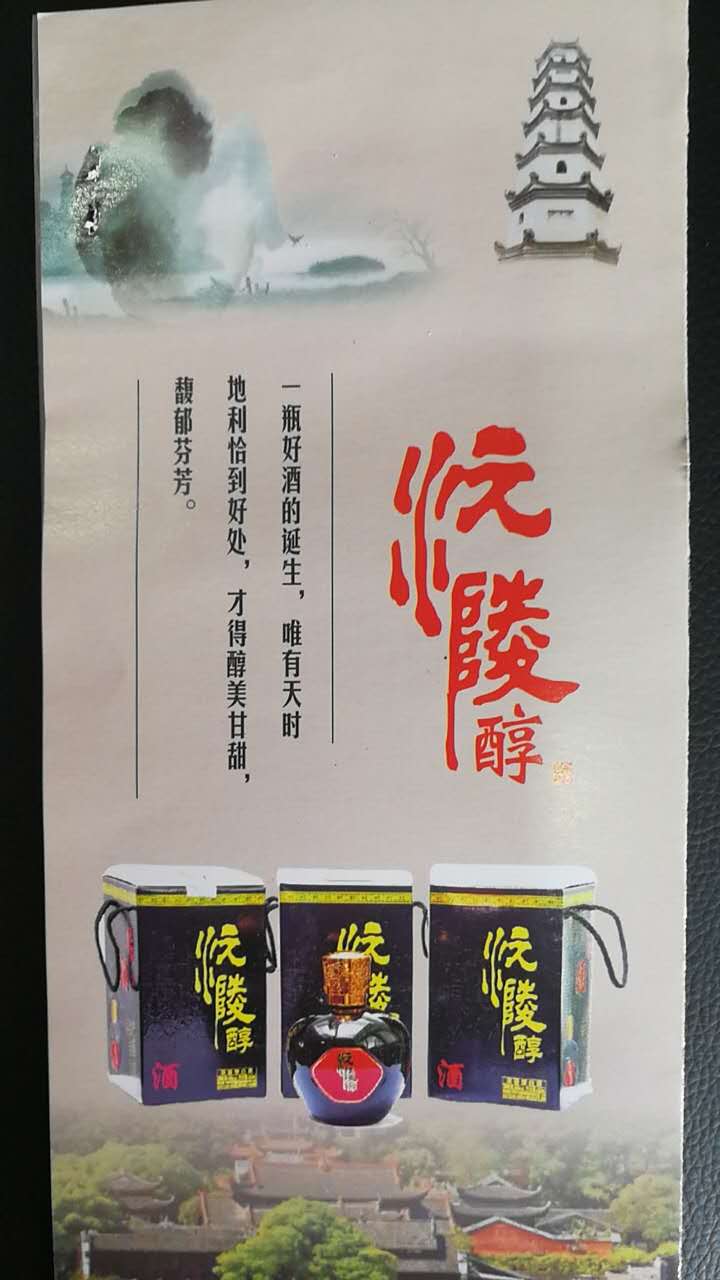 沅陵醇
一瓶好酒的诞生，唯有天时
地利恰到好处，才得醇美甘甜，
馥郁芬芳。
沅陵醇
酒
沅陵
沅陵醇
酒